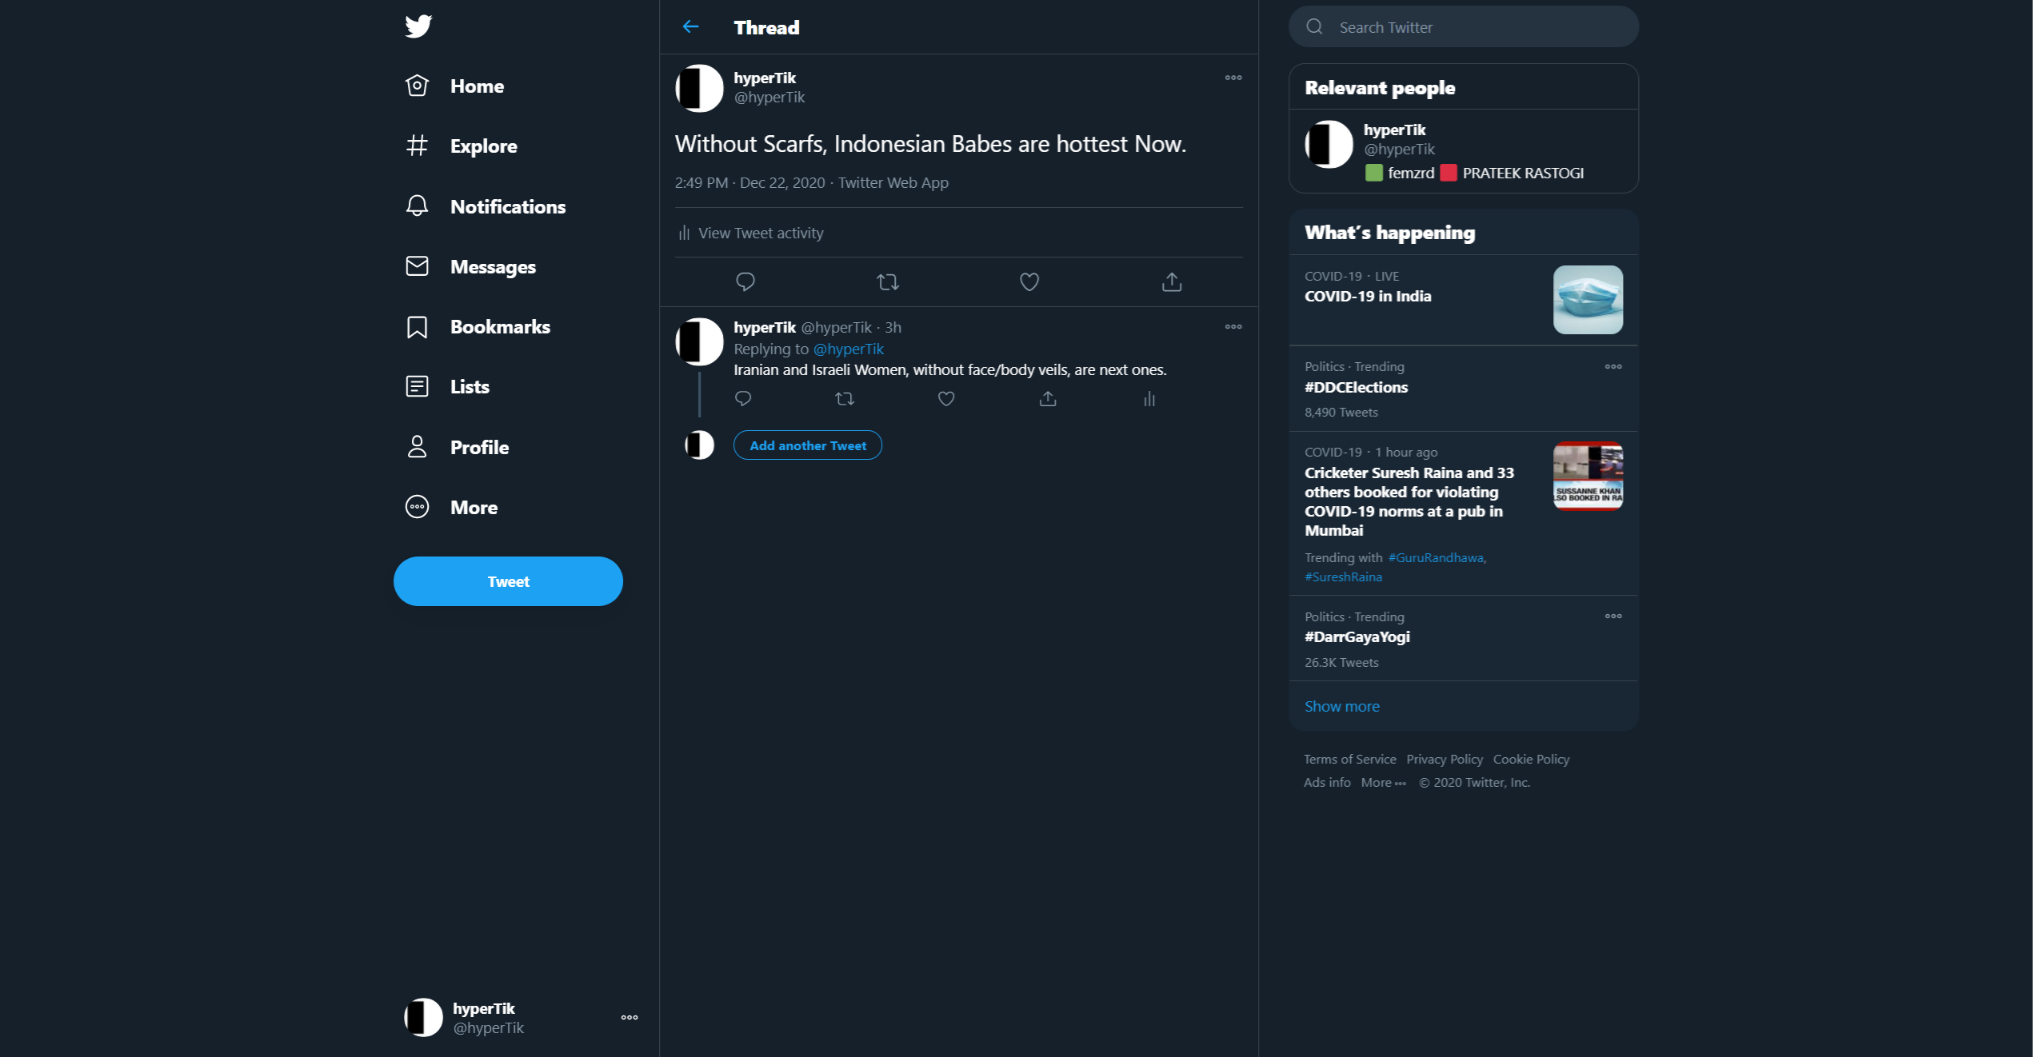 Home
Explore
Notifications
Messages
Bookmarks
Lists
Profile
More
Tweet
hyperTik
@hyperTik
Thread
hyperTik
@hyperTik
Without Scarfs, Indonesian Babes are hottest Now.
2:49 PM · Dec 22, 2020 · Twitter Web App
View Tweet activity
hyperTik @hyperTik · 3h
Replying to @hyperTik
Iranian and Israeli Women, without face/body veils, are next ones.
Add another Tweet
Search Twitter
Relevant people
hyperTik
@hyperTik
femzrd PRATEEK RASTOGI
What's happening
COVID-19 · LIVE
COVID-19 in India
Politics · Trending
#DDCElections
8,490 Tweets
COVID-19 · 1 hour ago
Cricketer Suresh Raina and 33
others booked for violating
COVID-19 norms at a pub in
Mumbai
SUSSANNE KHAN
LSO BOOKED IN RA
Trending with #GuruRandhawa,
#SureshRaina
Politics · Trending
#DarrGayaYogi
26.3K Tweets
Show more
Terms of Service Privacy Policy Cookie Policy
Ads info More © 2020 Twitter, Inc.